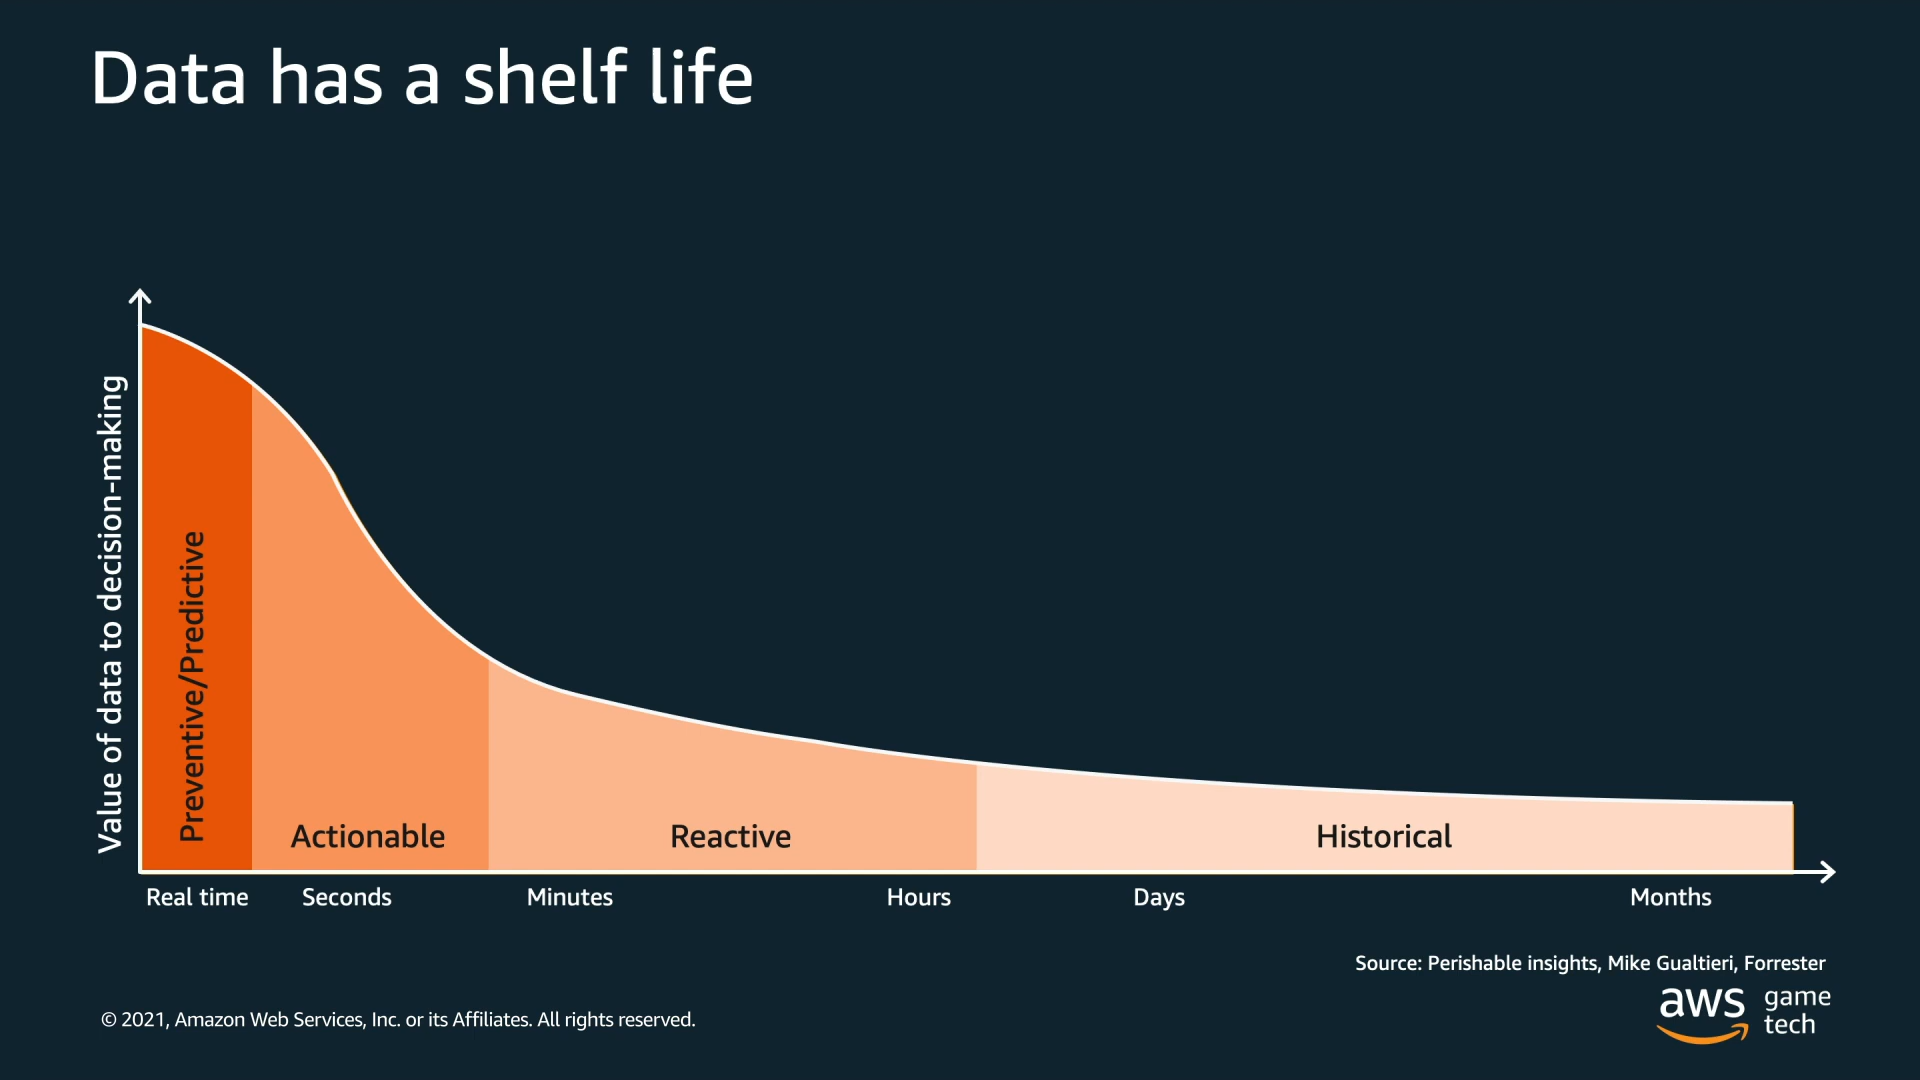 Data has a shelf life
Value of data to decision-making
Preventive/Predictive
Actionable
Reactive
Historical
Real time
Seconds
Minutes
Hours
Days
Months
Source: Perishable insights, Mike Gualtieri, Forrester
© 2021, Amazon Web Services, Inc. or its Affiliates. All rights reserved.
aws
game
tech